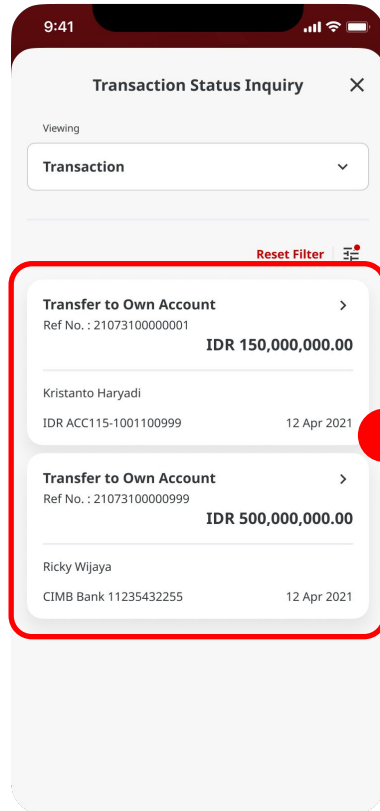 9:41
Transaction Status Inquiry
Viewing
Transaction
Reset Filter
Transfer to Own Account
Ref No. : 21073100000001
IDR 150,000,000.00
Kristanto Haryadi
IDR ACC115-1001100999 12 Apr 2021
Transfer to Own Account
Ref No. : 21073100000999
IDR 500,000,000.00
Ricky Wijaya
CIMB Bank 11235432255 12 Apr 2021